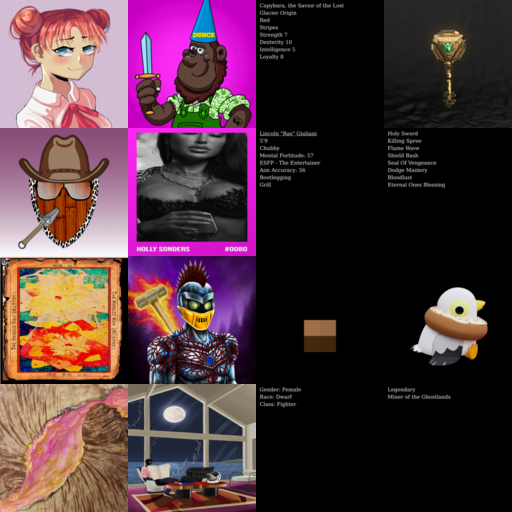 DUNCE
Capybara, the Savior of the Lost
Glacier Origin
Red
Stripes
Strength 7
Dexterity 10
Intelligence 5
Loyalty 8
HOLLY SONDERS
#0080
Lincoln "Ras" Giuliani
5'9
Chubby
Mental Fortitude: 57
ESFP - The Entertainer
Aim Accuracy: 56
Bootlegging
Grill
Holy Sword
Killing Spree
Flame Wave
Shield Bash
Seal Of Vengeance
Dodge Mastery
Bloodlust
Eternal Ones Blessing
Gender: Female
Race: Dwarf
Class: Fighter
Legendary
Miner of the Ghostlands